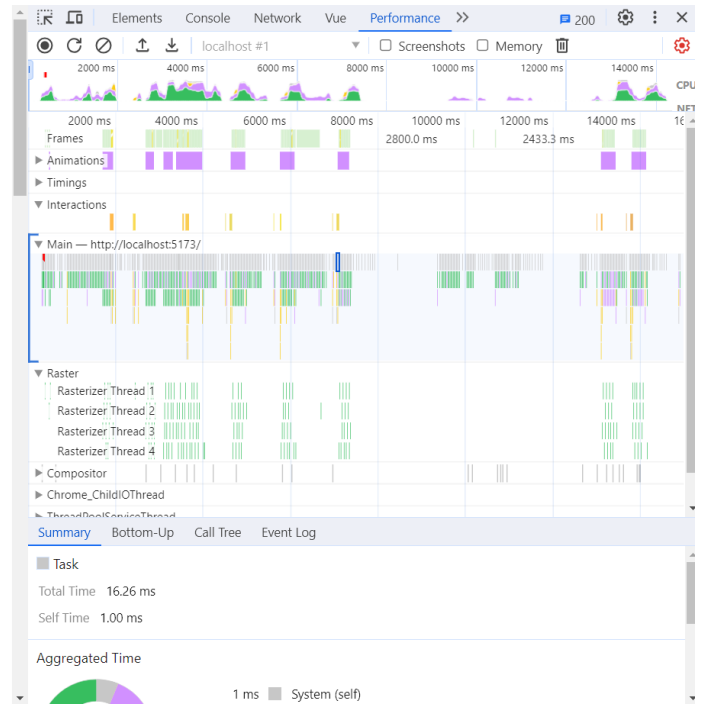 Elements Console Network Vue Performance 200
localhost #1 Screenshots Memory
2000 ms 4000 ms 6000 ms 8000 ms 10000 ms 12000 ms 14000 ms
CPU
NET
2000 ms 4000 ms 6000 ms 8000 ms 10000 ms 12000 ms 14000 ms 16
Frames 2800.0 ms 2433.3 ms
Animations
Timings
Interactions
Main — http://localhost:5173/
Raster
Rasterizer Thread 1
Rasterizer Thread 2
Rasterizer Thread 3
Rasterizer Thread 4
Compositor
Chrome_ChildIOThread
ThreadPoolServiceThread
Summary Bottom-Up Call Tree Event Log
Task
Total Time 16.26 ms
Self Time 1.00 ms
Aggregated Time
1 ms System (self)